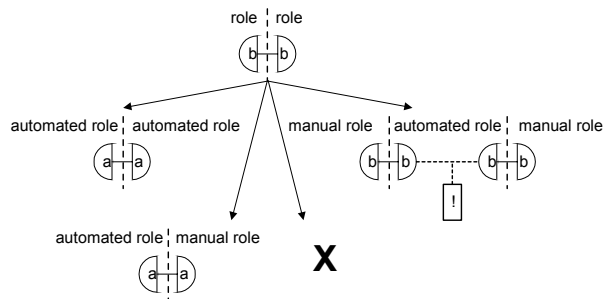 role role
b b
automated role automated role
manual role automated role manual role
a a
b b b b
!
automated role manual role
X
a a